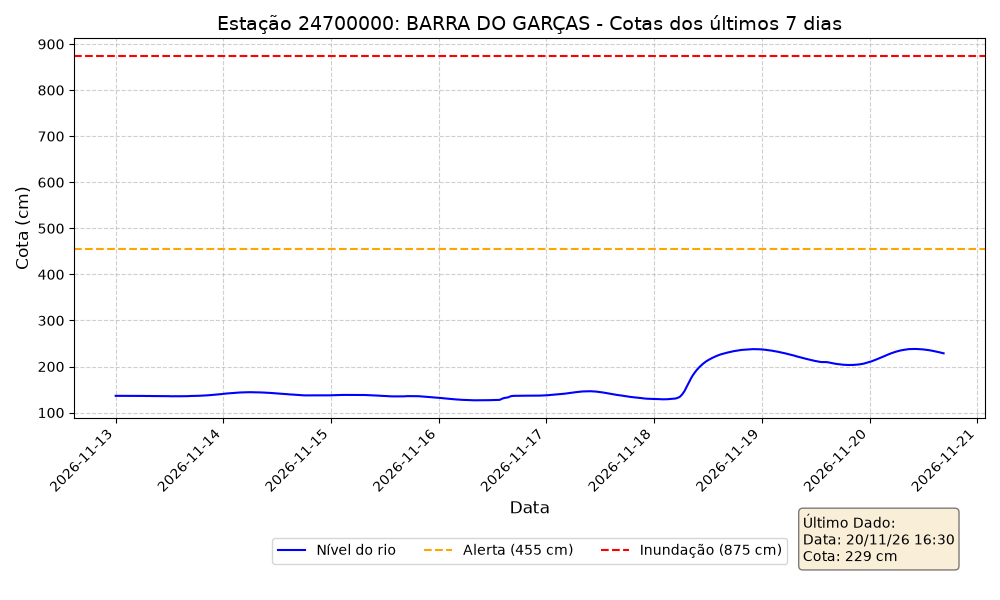 Estação 24700000: BARRA DO GARÇAS - Cotas dos últimos 7 dias
Cota (cm)
900
800
700
600
500
400
300
200
100
2026-11-13
2026-11-14
2026-11-15
2026-11-16
2026-11-17
2026-11-18
2026-11-19
2026-11-20
2026-11-21
Data
Nível do rio
Alerta (455 cm)
Inundação (875 cm)
Último Dado:
Data: 20/11/26 16:30
Cota: 229 cm